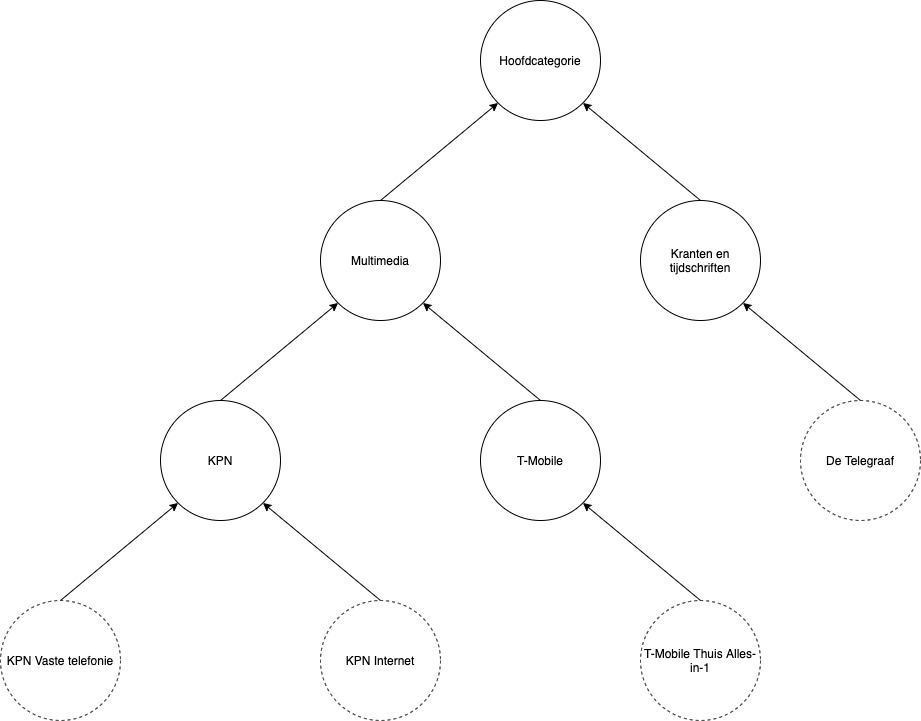 Hoofdcategorie
Multimedia
Kranten en
tijdschriften
KPN
T-Mobile
De Telegraaf
KPN Vaste telefonie
KPN Internet
T-Mobile Thuis Alles-
in-1